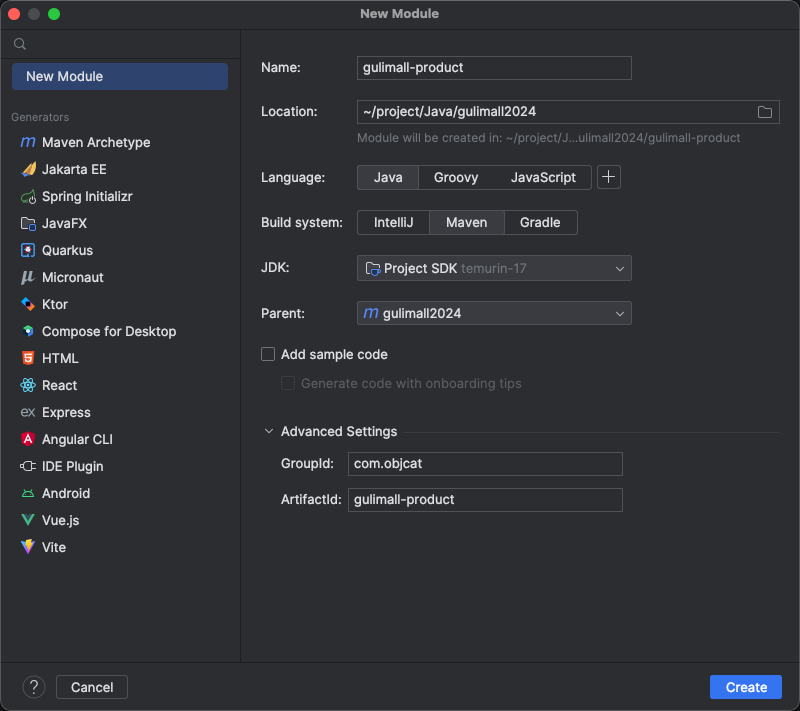 New Module
New Module
Generators
Maven Archetype
Jakarta EE
Spring Initializr
JavaFX
Quarkus
Micronaut
Ktor
Compose for Desktop
HTML
React
Express
Angular CLI
IDE Plugin
Android
Vue.js
Vite
Name: gulimall-product
Location: ~/project/Java/gulimall2024
Module will be created in: ~/project/J...ulimall2024/gulimall-product
Language: Java Groovy JavaScript
Build system: IntelliJ Maven Gradle
JDK: Project SDK temurin-17
Parent: m gulimall2024
Add sample code
Generate code with onboarding tips
Advanced Settings
GroupId: com.objcat
ArtifactId: gulimall-product
? Cancel Create